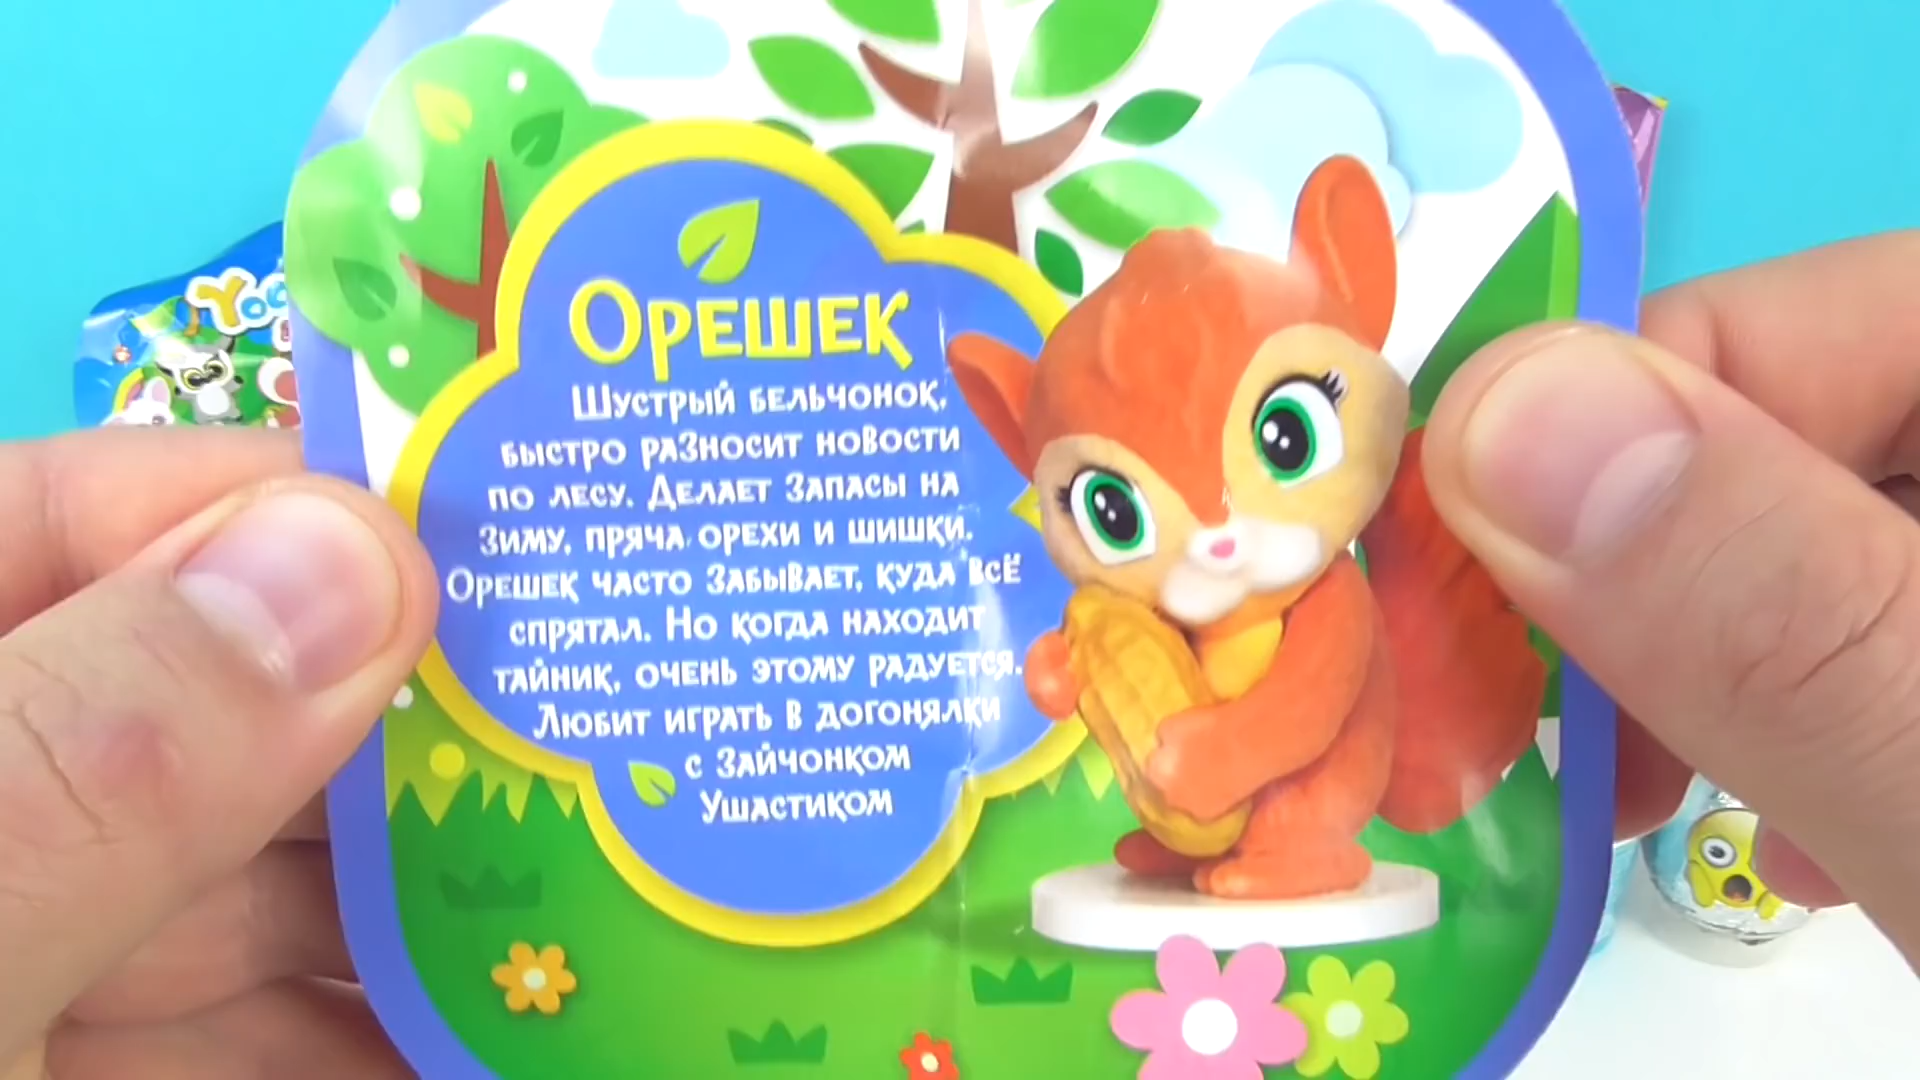 Yoo
Орешек
Шустрый бельчонок,
быстро разносит новости
по лесу. Делает запасы на
зиму, пряча орехи и шишки.
Орешек часто забывает, куда всё
спрятал. Но когда находит
тайник, очень этому радуется.
Любит играть в догонялки
с Зайчонком
Ушастиком